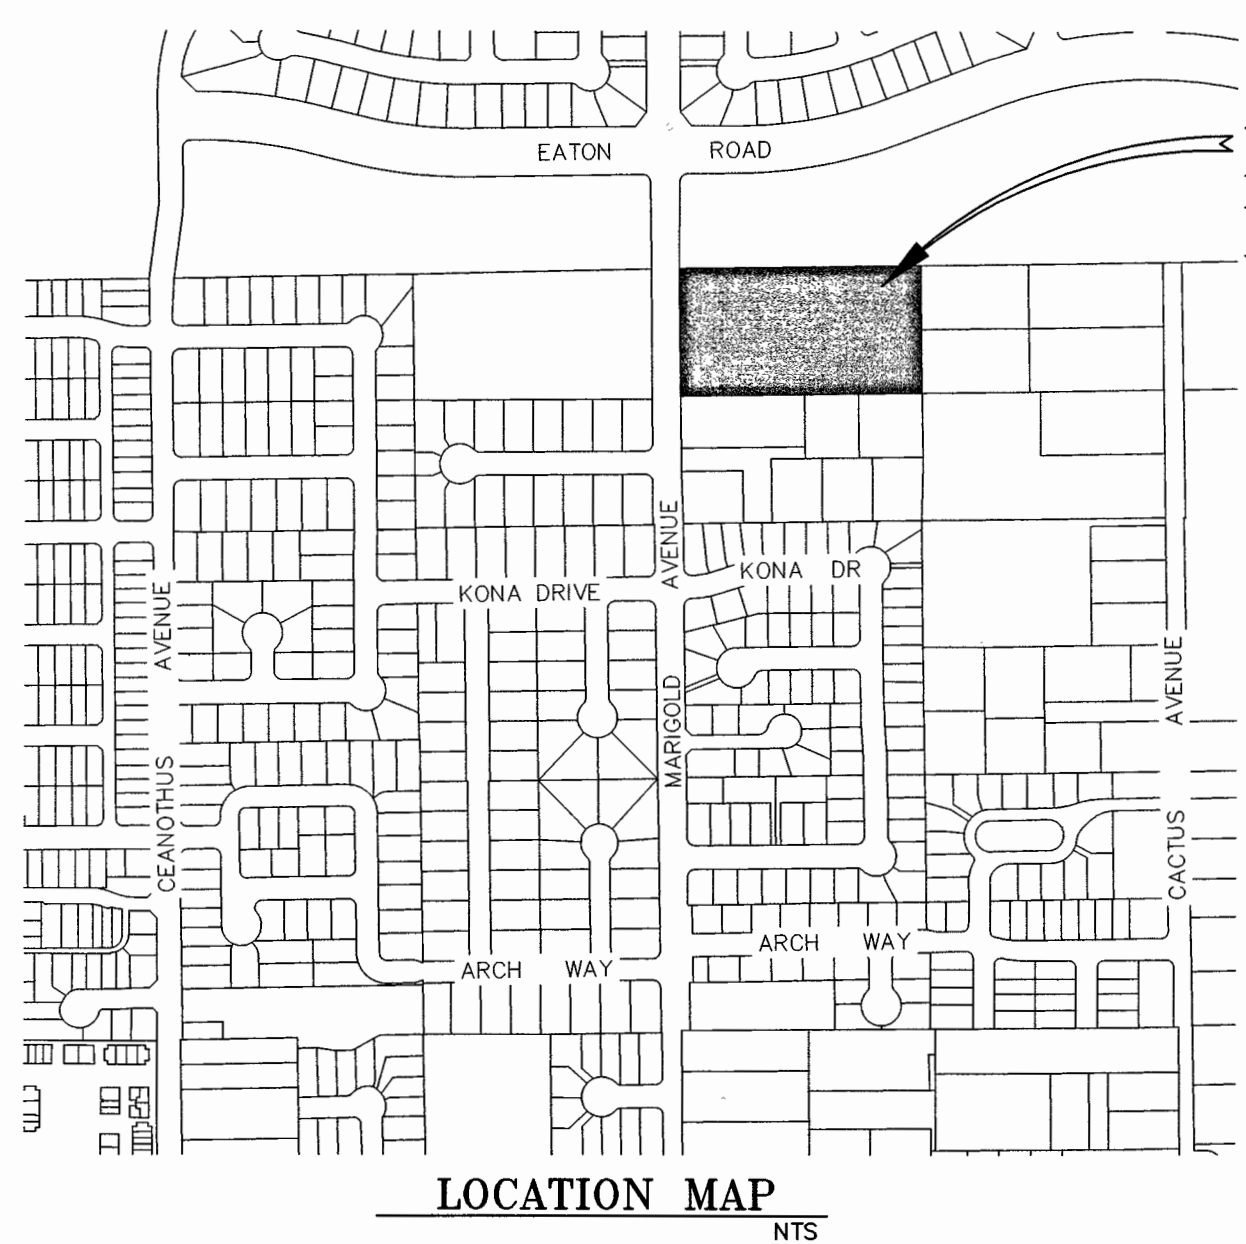 EATON ROAD
AVENUE
KONA DR
KONA DRIVE
AVENUE
AVENUE
MARIGOLD
CEANOTHUS
CACTUS
ARCH WAY
ARCH WAY
LOCATION MAP
NTS